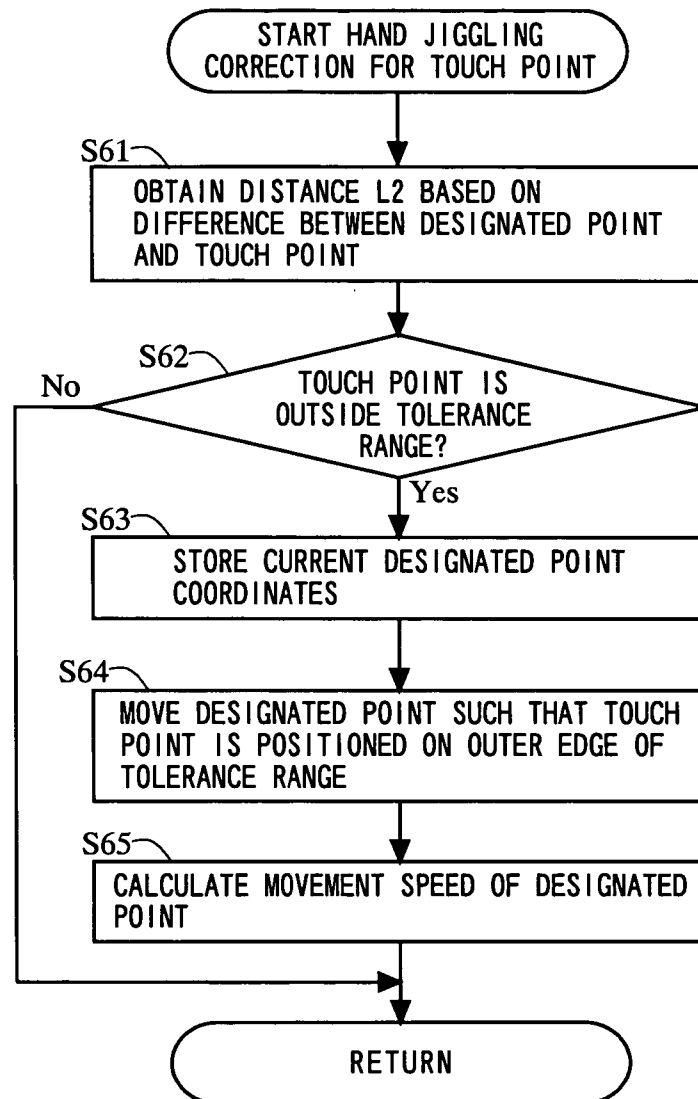 START HAND JIGGLING
CORRECTION FOR TOUCH POINT
S61
OBTAIN DISTANCE L2 BASED ON
DIFFERENCE BETWEEN DESIGNATED POINT
AND TOUCH POINT
S62
No
TOUCH POINT IS
OUTSIDE TOLERANCE
RANGE?
Yes
S63
STORE CURRENT DESIGNATED POINT
COORDINATES
S64
MOVE DESIGNATED POINT SUCH THAT TOUCH
POINT IS POSITIONED ON OUTER EDGE OF
TOLERANCE RANGE
S65
CALCULATE MOVEMENT SPEED OF DESIGNATED
POINT
RETURN